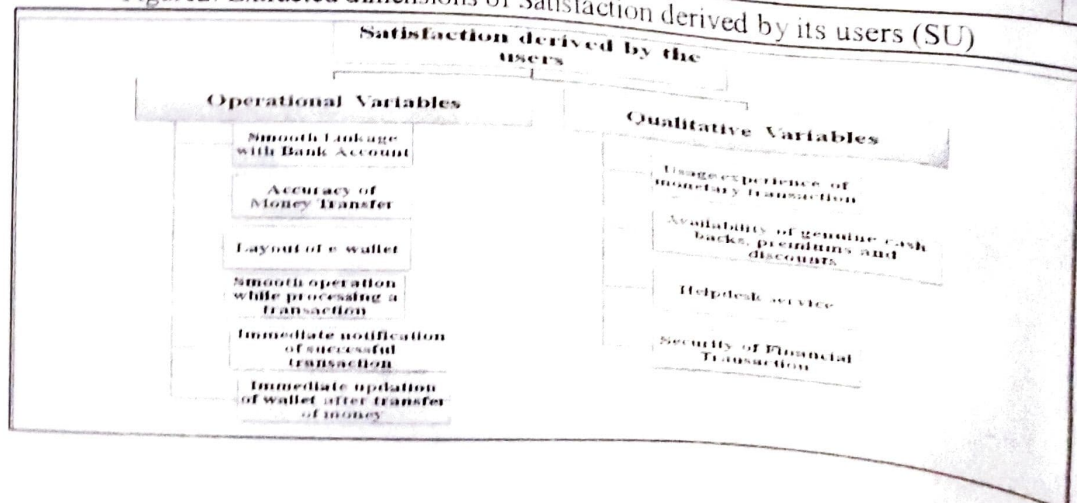 Extracted dimensions of Satisfaction derived by its users (SU)
Satisfaction derived by the
users
Operational Variables
Smooth Linkage
with Bank Account
Accuracy of
Money Transfer
Layout of e-wallet
Smooth operation
while processing a
transaction
Immediate notification
of successful
transaction
Immediate updation
of wallet after transfer
of money
Qualitative Variables
Usage experience of
monetary transaction
Availability of genuine cash
backs, premiums and
discounts
Helpdesk service
Security of Financial
Transaction